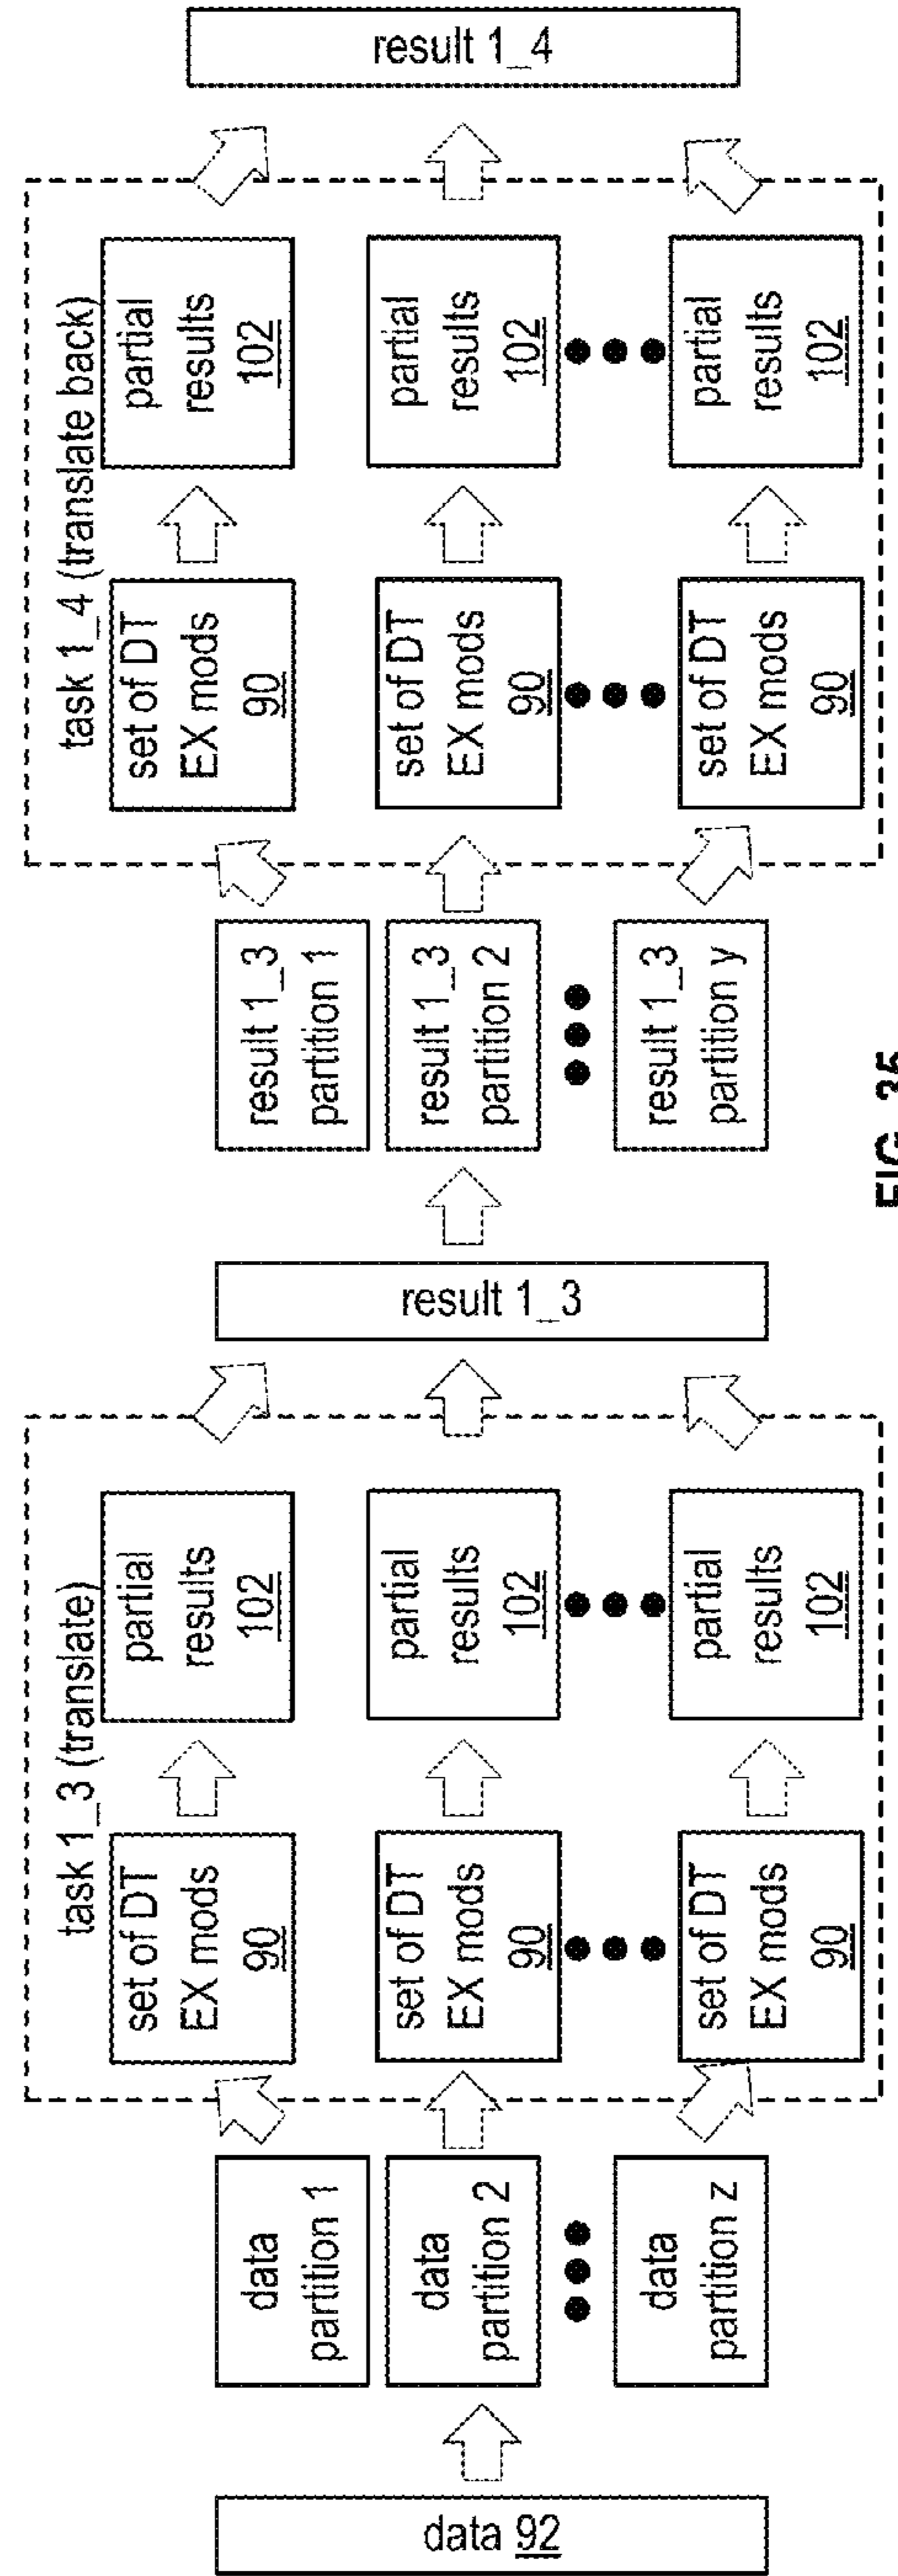 data 92
data
partition 1
data
partition 2
data
partition z
task 1_3 (translate)
set of DT
EX mods
90
partial
results
102
set of DT
EX mods
90
partial
results
102
set of DT
EX mods
90
partial
results
102
result 1_3
result 1_3
partition 1
result 1_3
partition 2
result 1_3
partition y
task 1_4 (translate back)
set of DT
EX mods
90
partial
results
102
set of DT
EX mods
90
partial
results
102
set of DT
EX mods
90
partial
results
102
result 1_4
FIG. 35